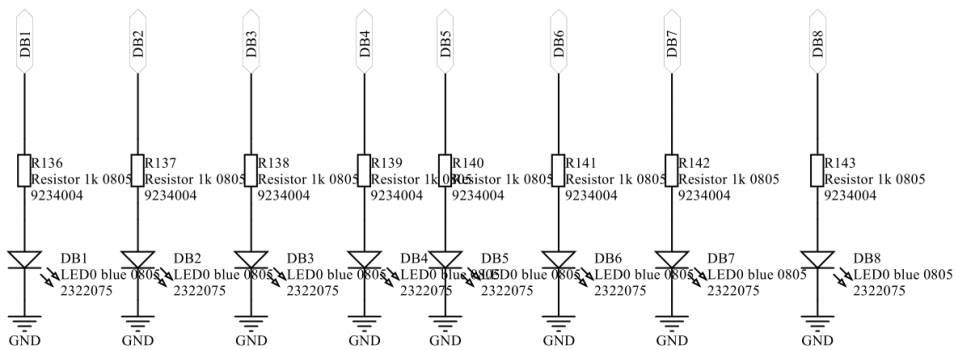 DB1
DB2
DB3
DB4
DB5
DB6
DB7
DB8
R136
Resistor 1k 0805
9234004
R137
Resistor 1k 0805
9234004
R138
Resistor 1k 0805
9234004
R139
Resistor 1k 0805
9234004
R140
Resistor 1k 0805
9234004
R141
Resistor 1k 0805
9234004
R142
Resistor 1k 0805
9234004
R143
Resistor 1k 0805
9234004
DB1
LED0 blue 0805
2322075
DB2
LED0 blue 0805
2322075
DB3
LED0 blue 0805
2322075
DB4
LED0 blue 0805
2322075
DB5
LED0 blue 0805
2322075
DB6
LED0 blue 0805
2322075
DB7
LED0 blue 0805
2322075
DB8
LED0 blue 0805
2322075
GND
GND
GND
GND
GND
GND
GND
GND